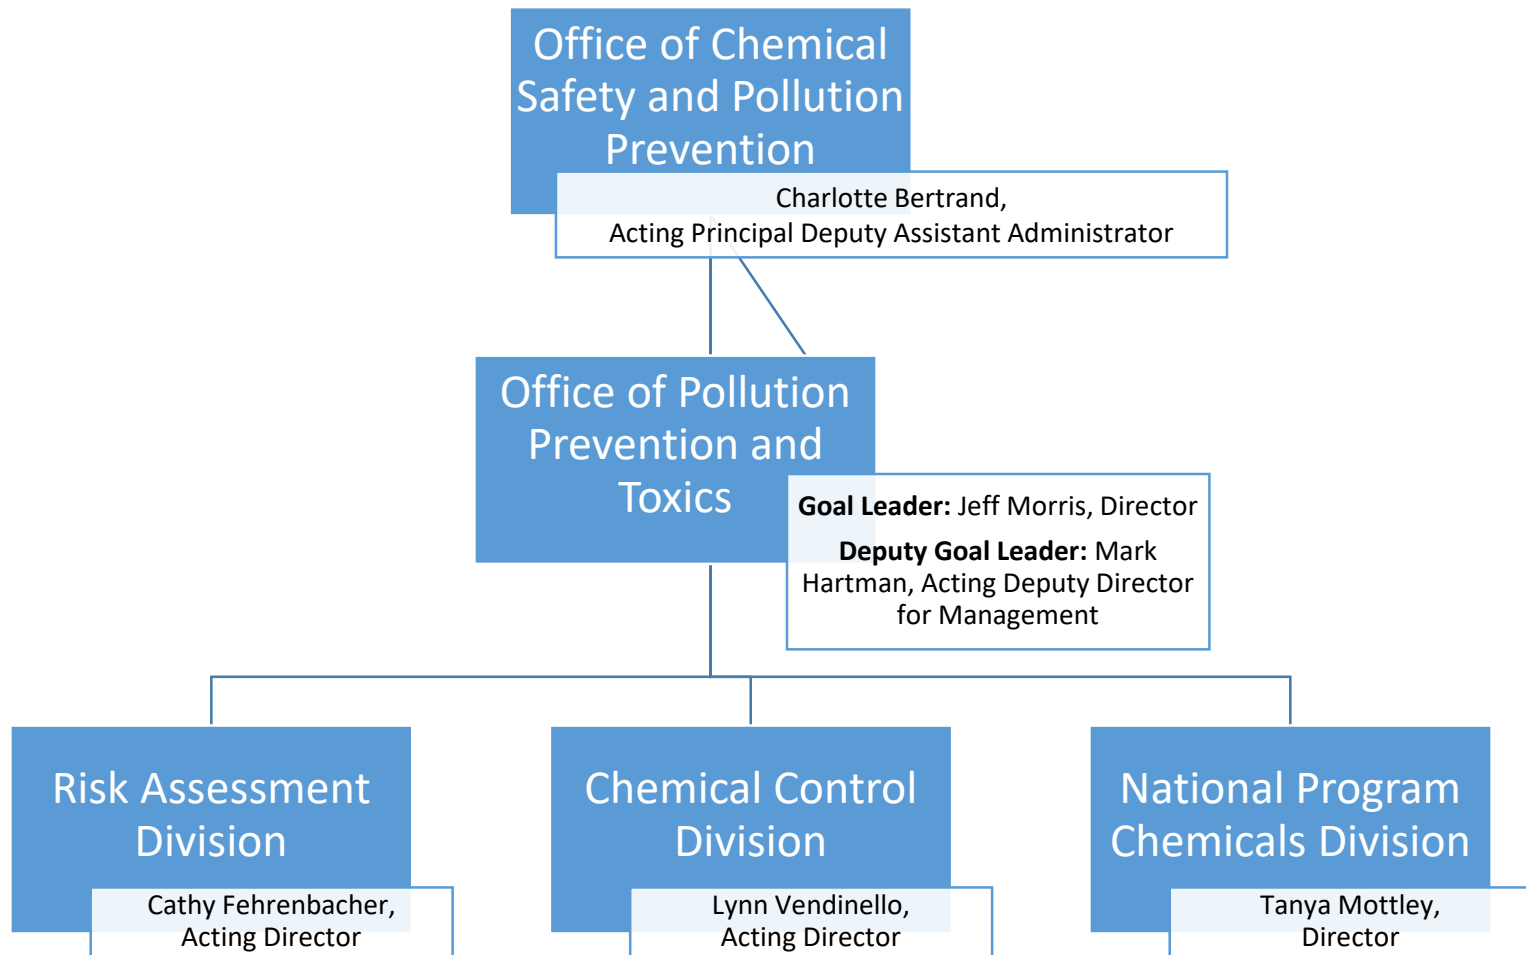 Office of Chemical
Safety and Pollution
Prevention
Charlotte Bertrand,
Acting Principal Deputy Assistant Administrator
Office of Pollution
Prevention and
Toxics
Goal Leader: Jeff Morris, Director
Deputy Goal Leader: Mark
Hartman, Acting Deputy Director
for Management
Risk Assessment
Division
Cathy Fehrenbacher,
Acting Director
Chemical Control
Division
Lynn Vendinello,
Acting Director
National Program
Chemicals Division
Tanya Mottley,
Director